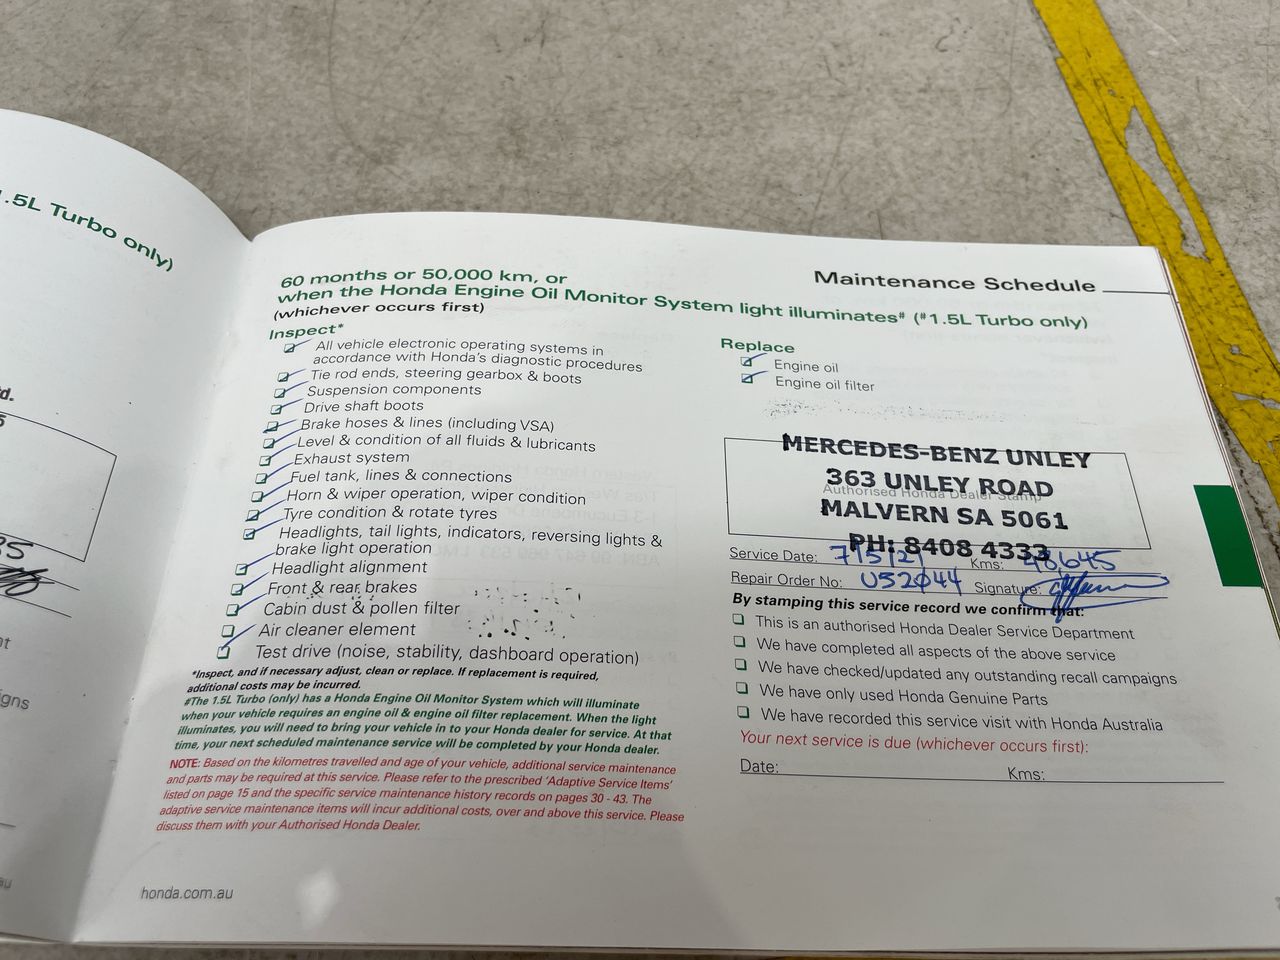 1.5L Turbo only)
60 months or 50,000 km, or
when the Honda Engine Oil Monitor System light illuminates# (#1.5L Turbo only)
(whichever occurs first)
Maintenance Schedule
Inspect*
All vehicle electronic operating systems in
accordance with Honda's diagnostic procedures
Tie rod ends, steering gearbox & boots
Suspension components
Drive shaft boots
Brake hoses & lines (including VSA)
Level & condition of all fluids & lubricants
Exhaust system
Fuel tank, lines & connections
Horn & wiper operation, wiper condition
Tyre condition & rotate tyres
Headlights, tail lights, indicators, reversing lights &
brake light operation
Headlight alignment
Front & rear brakes
Cabin dust & pollen filter
Air cleaner element
Test drive (noise, stability, dashboard operation)
*Inspect, and if necessary adjust, clean or replace. If replacement is required,
additional costs may be incurred.
#The 1.5L Turbo (only) has a Honda Engine Oil Monitor System which will illuminate
when your vehicle requires an engine oil & engine oil filter replacement. When the light
illuminates, you will need to bring your vehicle in to your Honda dealer for service. At that
time, your next scheduled maintenance service will be completed by your Honda dealer.
NOTE: Based on the kilometres travelled and age of your vehicle, additional service maintenance
and parts may be required at this service. Please refer to the prescribed 'Adaptive Service Items'
listed on page 15 and the specific service maintenance history records on pages 30 - 43. The
adaptive service maintenance items will incur additional costs, over and above this service. Please
discuss them with your Authorised Honda Dealer.
honda.com.au
Replace
Engine oil
Engine oil filter
MERCEDES-BENZ UNLEY
363 UNLEY ROAD
Authorised Honda Dealer Stamp
MALVERN SA 5061
PH: 8408 4333
Service Date: 7/5/21 Kms: 48,645
Repair Order No: U52044 Signature:
By stamping this service record we confirm that:
This is an authorised Honda Dealer Service Department
We have completed all aspects of the above service
We have checked/updated any outstanding recall campaigns
We have only used Honda Genuine Parts
We have recorded this service visit with Honda Australia
Your next service is due (whichever occurs first):
Date: Kms: